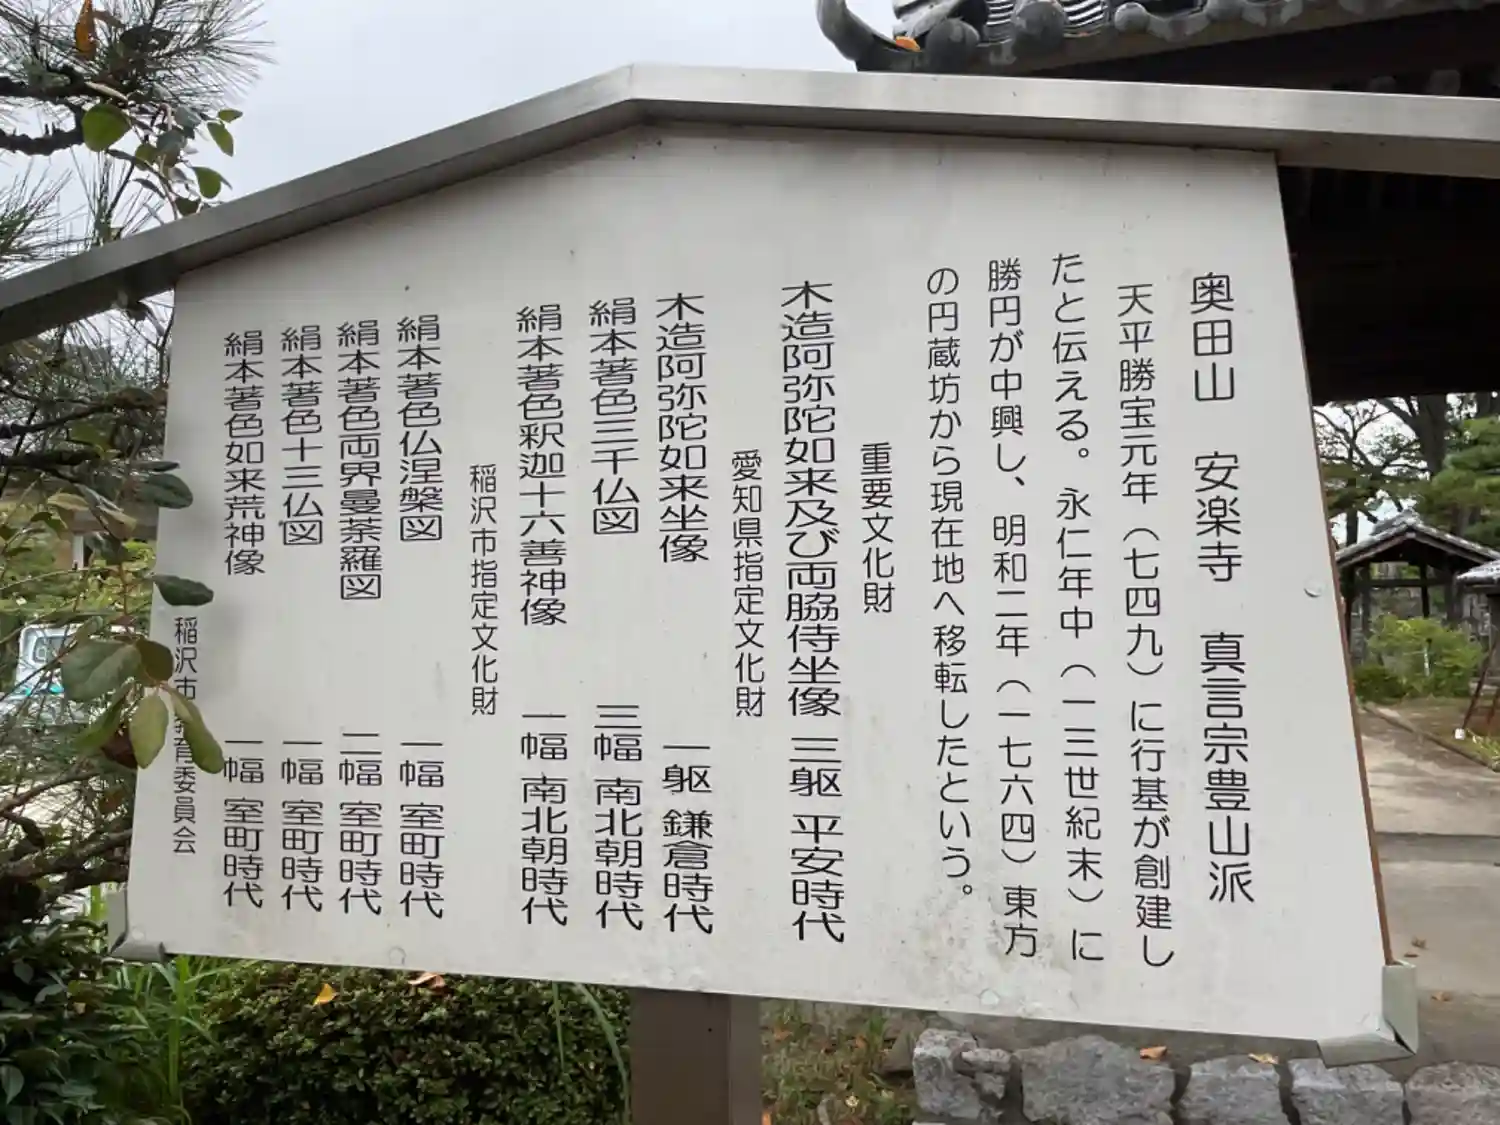 奥田山　安楽寺　真言宗豊山派
天平勝宝元年（七四九）に行基が創建し
たと伝える。永仁年中（一三世紀末）に
勝円が中興し、明和二年（一七六四）東方
の円蔵坊から現在地へ移転したという。
重要文化財
木造阿弥陀如来及び両脇侍坐像　三躯　平安時代
愛知県指定文化財
木造阿弥陀如来坐像　一躯　鎌倉時代
絹本著色三千仏図　三幅　南北朝時代
絹本著色釈迦十六善神像　一幅　南北朝時代
稲沢市指定文化財
絹本著色仏涅槃図　一幅　室町時代
絹本著色両界曼荼羅図　二幅　室町時代
絹本著色十三仏図　一幅　室町時代
絹本著色如来荒神像　一幅　室町時代
稲沢市教育委員会